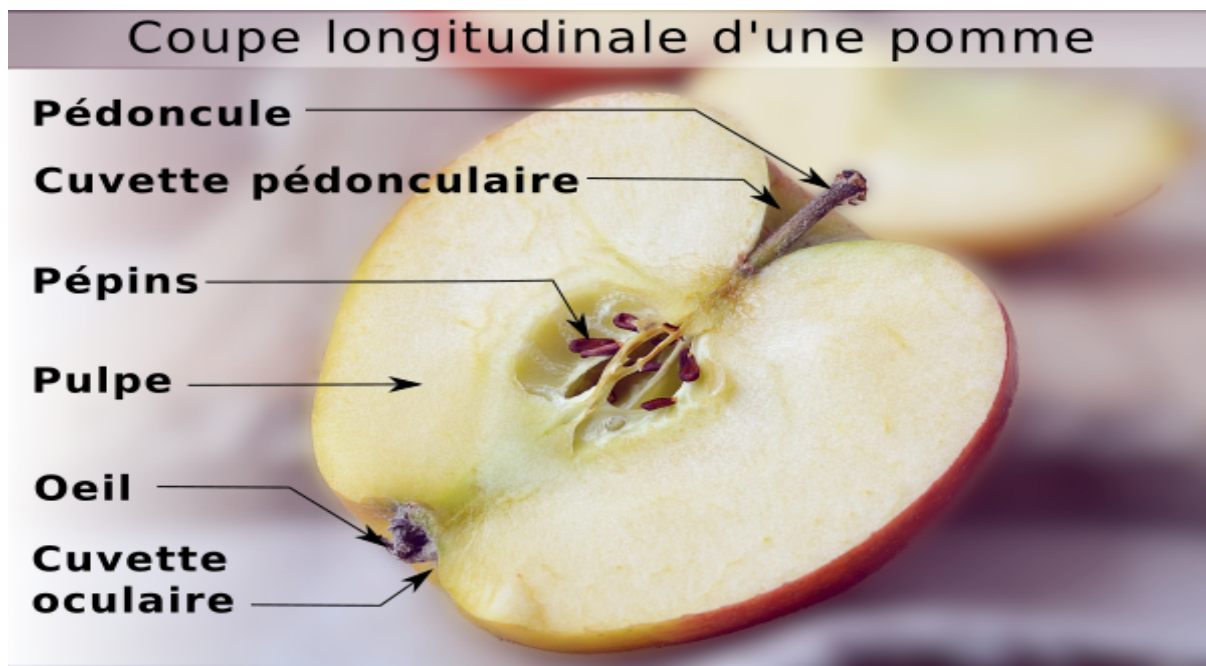 Coupe longitudinale d'une pomme
Pédoncule
Cuvette pédonculaire
Pépins
Pulpe
Oeil
Cuvette
oculaire